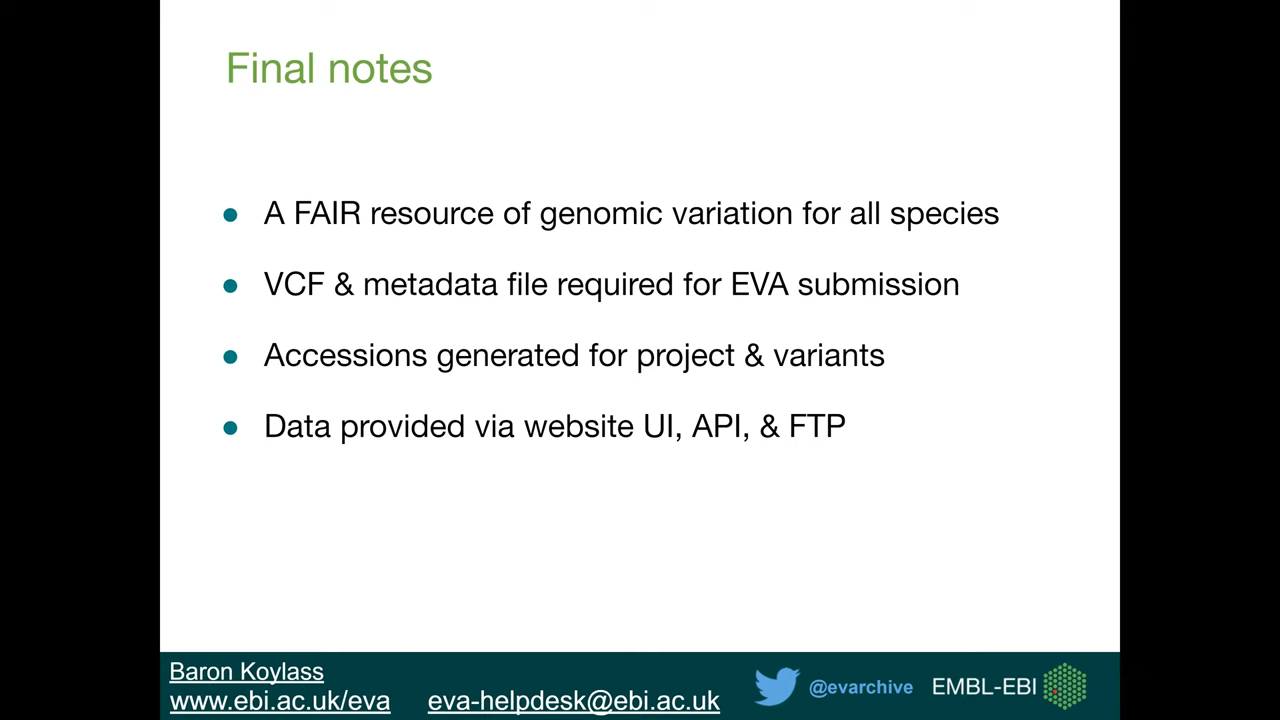 Final notes
A FAIR resource of genomic variation for all species
VCF & metadata file required for EVA submission
Accessions generated for project & variants
Data provided via website UI, API, & FTP
Baron Koylass
www.ebi.ac.uk/eva eva-helpdesk@ebi.ac.uk
@evarchive
EMBL-EBI